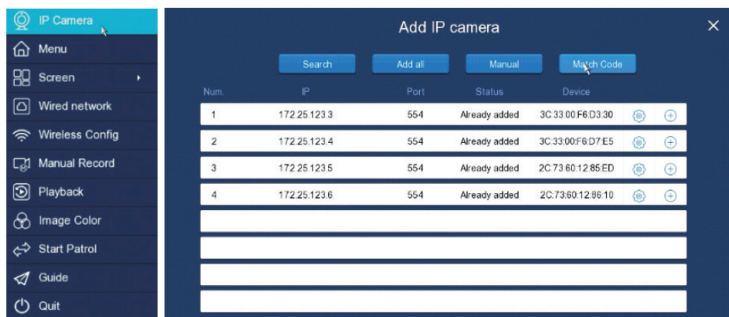 IP Camera
Menu
Screen
Wired network
Wireless Config
Manual Record
Playback
Image Color
Start Patrol
Guide
Quit
Add IP camera
Search Add all Manual Match Code
Num. IP Port Status Device
1 172.25.123.3 554 Already added 3C:33:00:F6:D3:30
2 172.25.123.4 554 Already added 3C:33:00:F6:D7:E5
3 172.25.123.5 554 Already added 2C:73:60:12:85:ED
4 172.25.123.6 554 Already added 2C:73:60:12:86:10